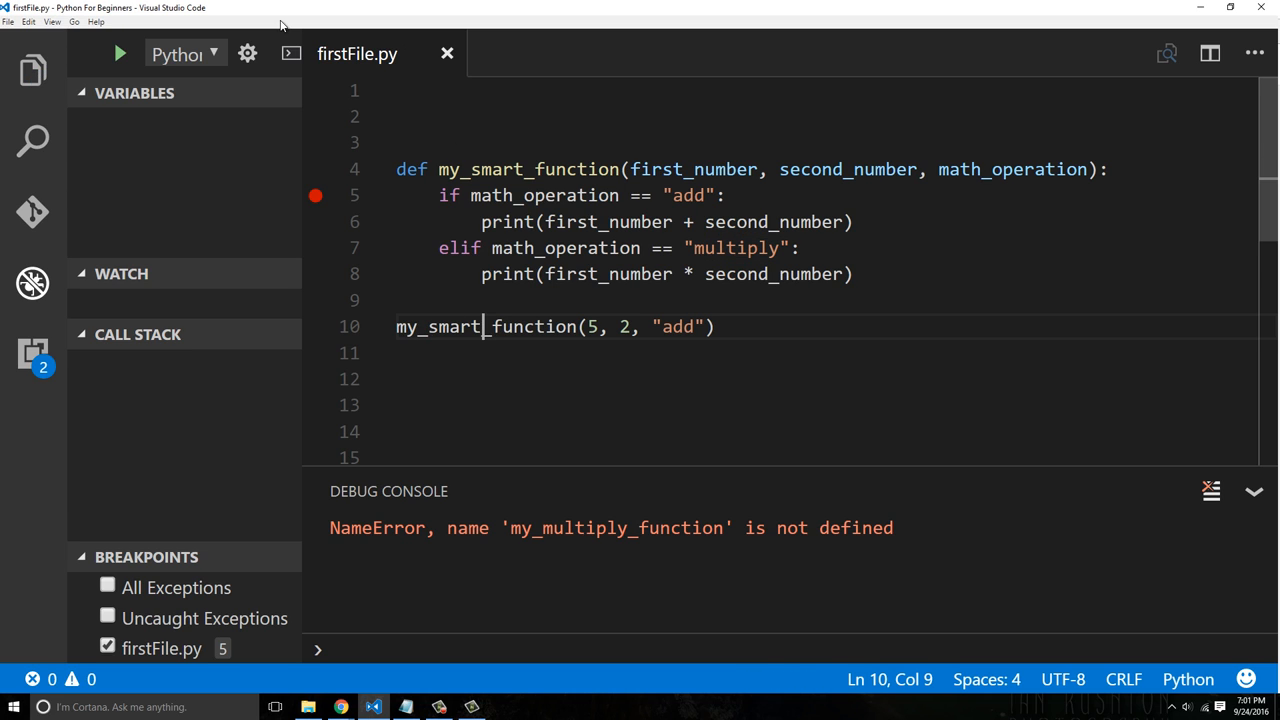 firstFile.py - Python For Beginners - Visual Studio Code
File Edit View Go Help
Pythor
firstFile.py
VARIABLES
WATCH
CALL STACK
BREAKPOINTS
All Exceptions
Uncaught Exceptions
firstFile.py 5
2
1
2
3
4 def my_smart_function(first_number, second_number, math_operation):
5 if math_operation == "add":
6 print(first_number + second_number)
7 elif math_operation == "multiply":
8 print(first_number * second_number)
9
10 my_smart_function(5, 2, "add")
11
12
13
14
15
DEBUG CONSOLE
NameError, name 'my_multiply_function' is not defined
0 0
Ln 10, Col 9 Spaces: 4 UTF-8 CRLF Python
I'm Cortana. Ask me anything.
7:01 PM
9/24/2016